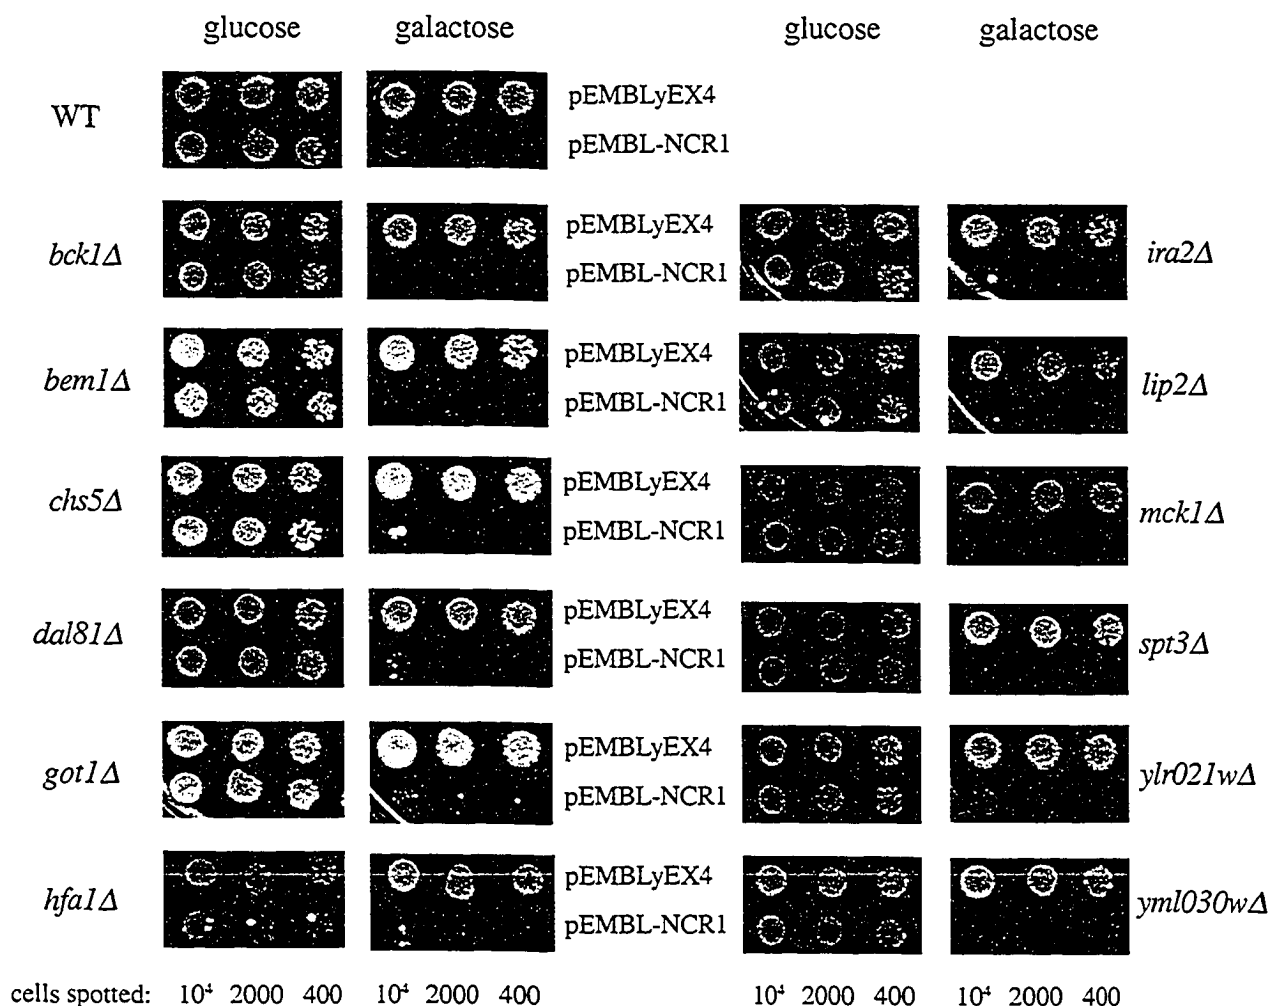 glucose galactose glucose galactose
WT pEMBLyEX4
pEMBL-NCR1
bck1Δ pEMBLyEX4 ira2Δ
pEMBL-NCR1
bem1Δ pEMBLyEX4 lip2Δ
pEMBL-NCR1
chs5Δ pEMBLyEX4 mck1Δ
pEMBL-NCR1
dal81Δ pEMBLyEX4 spt3Δ
pEMBL-NCR1
got1Δ pEMBLyEX4 ylr021wΔ
pEMBL-NCR1
hfa1Δ pEMBLyEX4 yml030wΔ
pEMBL-NCR1
cells spotted: 10⁴ 2000 400 10⁴ 2000 400 10⁴ 2000 400 10⁴ 2000 400